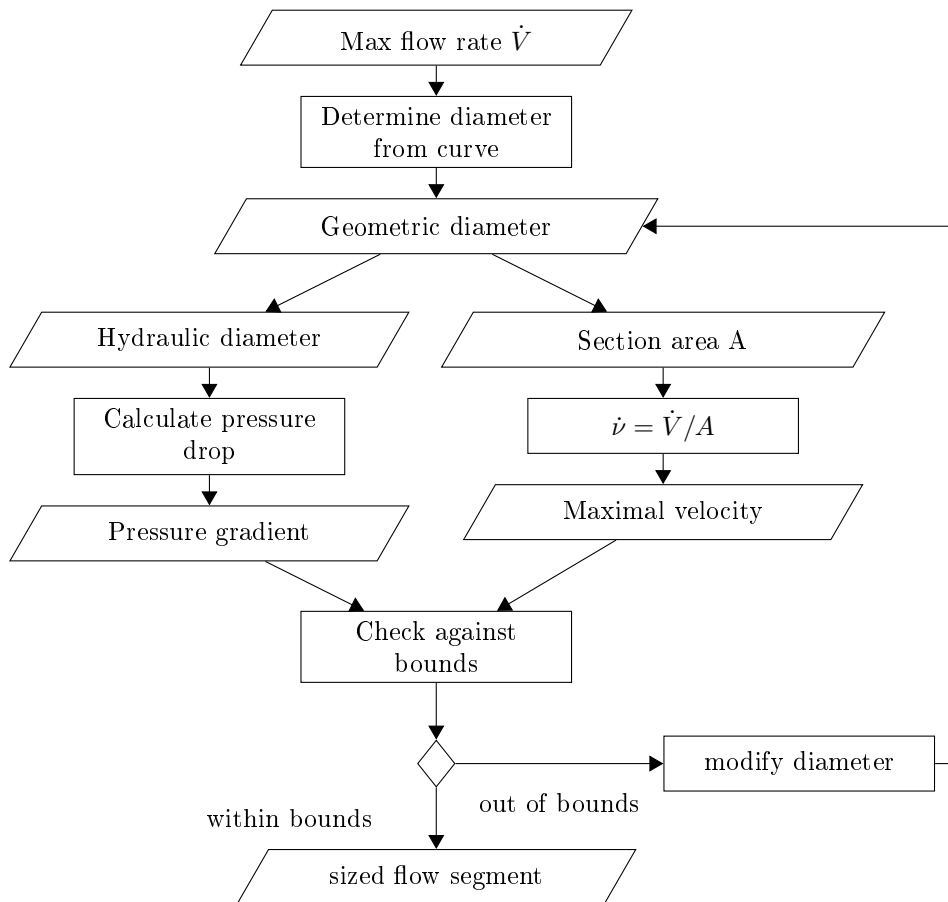 Max flow rate V̇
Determine diameter
from curve
Geometric diameter
Hydraulic diameter
Section area A
Calculate pressure
drop
ν̇ = V̇/A
Pressure gradient
Maximal velocity
Check against
bounds
modify diameter
out of bounds
within bounds
sized flow segment